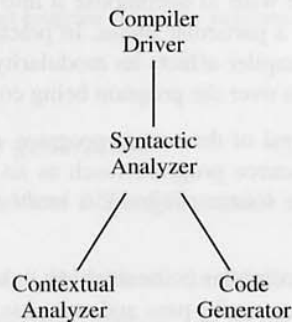 Compiler
Driver
Syntactic
Analyzer
Contextual
Analyzer
Code
Generator